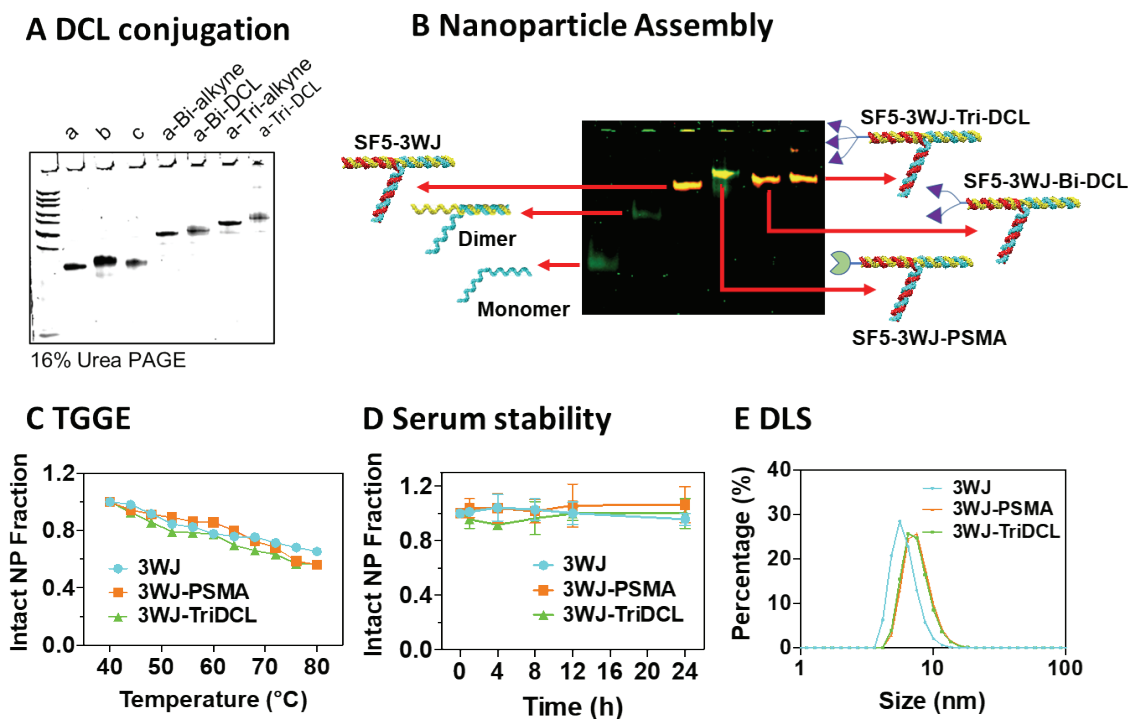 A DCL conjugation
a
b
c
a-Bi-alkyne
a-Bi-DCL
a-Tri-alkyne
a-Tri-DCL
16% Urea PAGE
B Nanoparticle Assembly
SF5-3WJ
Dimer
Monomer
SF5-3WJ-Tri-DCL
SF5-3WJ-Bi-DCL
SF5-3WJ-PSMA
C TGGE
Intact NP Fraction
1.2
0.8
0.4
0.0
3WJ
3WJ-PSMA
3WJ-TriDCL
40 50 60 70 80
Temperature (°C)
D Serum stability
Intact NP Fraction
1.2
0.8
0.4
0.0
3WJ
3WJ-PSMA
3WJ-TriDCL
0 4 8 12 16 20 24
Time (h)
E DLS
Percentage (%)
40
30
20
10
0
3WJ
3WJ-PSMA
3WJ-TriDCL
1 10 100
Size (nm)